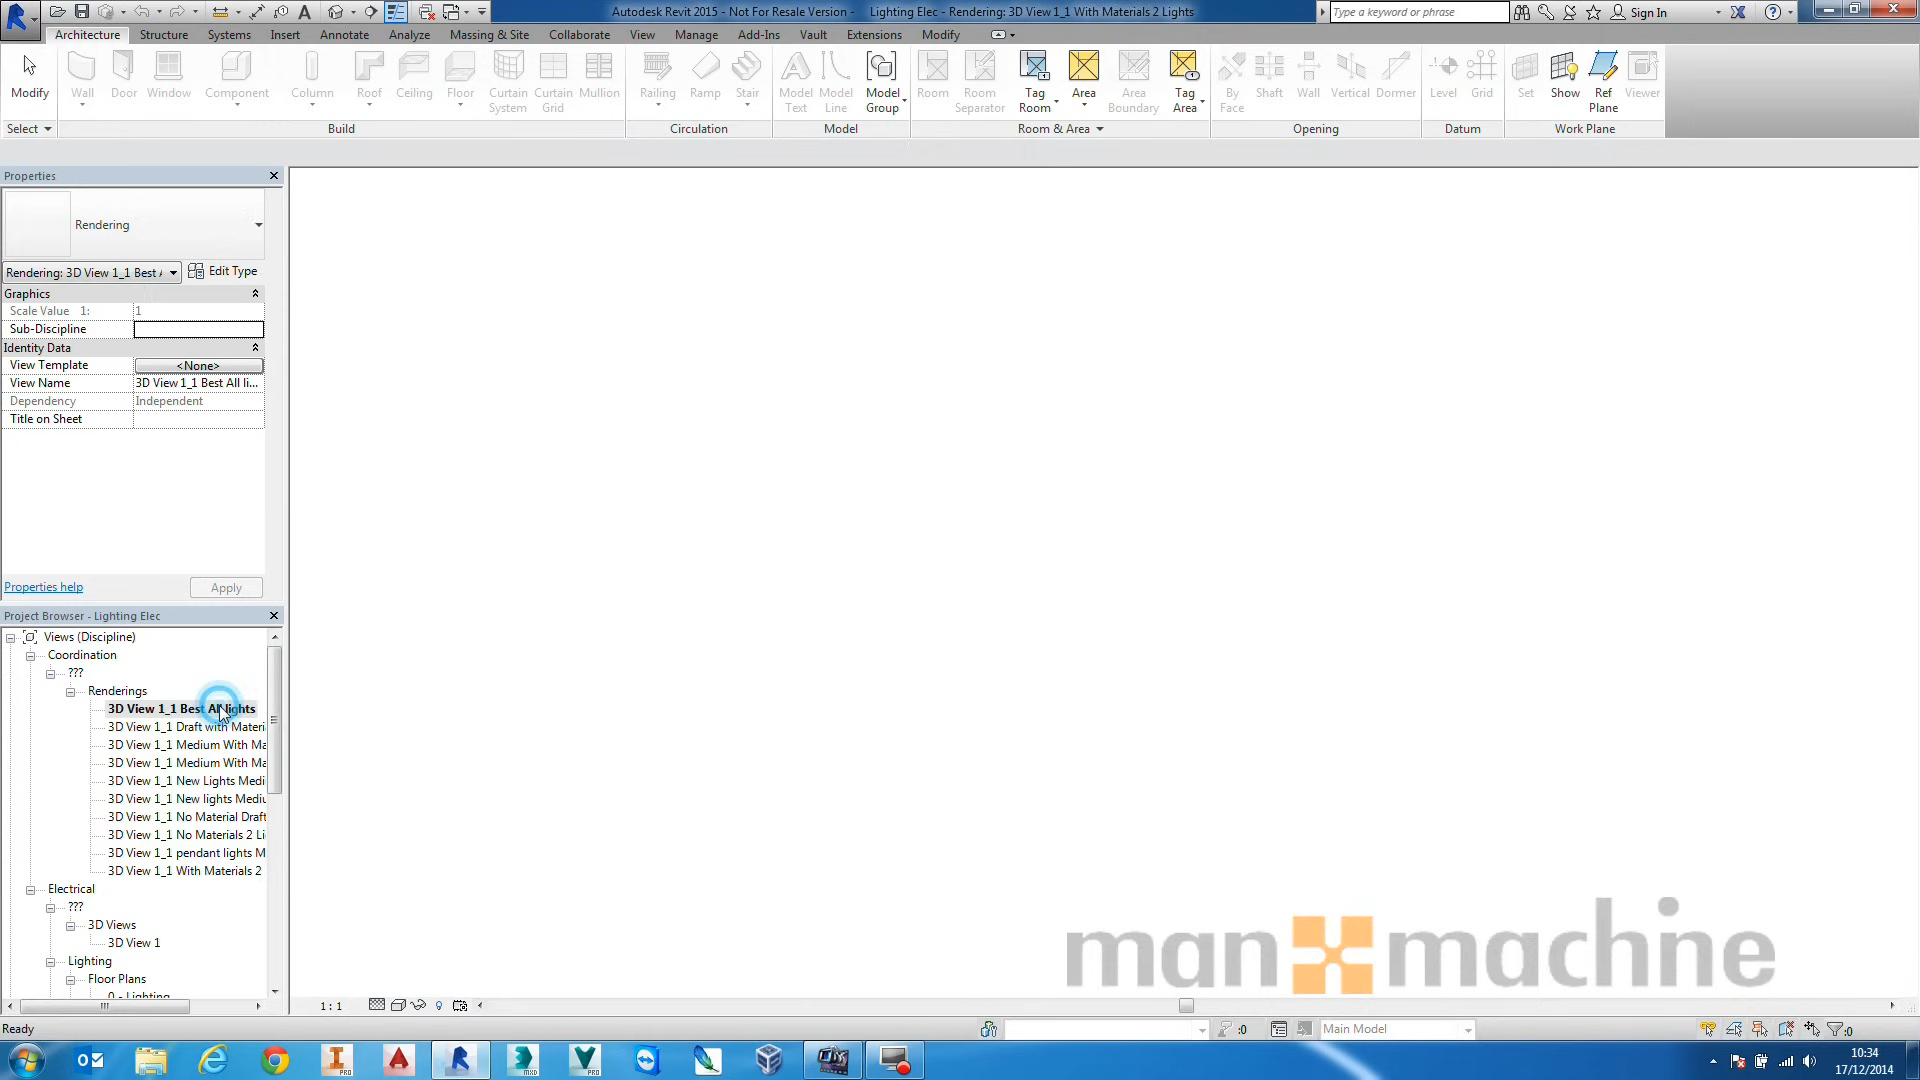 Autodesk Revit 2015 - Not For Resale Version - Lighting Elec - Rendering: 3D View 1_1 With Materials 2 Lights
Type a keyword or phrase
Sign In
Architecture Structure Systems Insert Annotate Analyze Massing & Site Collaborate View Manage Add-Ins Vault Extensions Modify
Modify
Wall Door Window Component Column Roof Ceiling Floor Curtain System Curtain Grid Mullion
Railing Ramp Stair
Model Text Model Line Model Group
Room Room Separator Tag Room Area Area Boundary Tag Area
By Face Shaft Wall Vertical Dormer
Level Grid
Set Show Ref Plane Viewer
Select Build Circulation Model Room & Area Opening Datum Work Plane
Properties
Rendering
Rendering: 3D View 1_1 Best Edit Type
Graphics
Scale Value 1: 1
Sub-Discipline
Identity Data
View Template <None>
View Name 3D View 1_1 Best All li...
Dependency Independent
Title on Sheet
Properties help Apply
Project Browser - Lighting Elec
Views (Discipline)
Coordination
???
Renderings
3D View 1_1 Best All lights
3D View 1_1 Draft with Materi
3D View 1_1 Medium With Ma
3D View 1_1 Medium With Ma
3D View 1_1 New Lights Medi
3D View 1_1 New lights Mediu
3D View 1_1 No Material Draft
3D View 1_1 No Materials 2 Li
3D View 1_1 pendant lights M
3D View 1_1 With Materials 2
Electrical
???
3D Views
3D View 1
Lighting
Floor Plans
0 - Lighting
man machine
1 : 1
Ready
:0
Main Model
:0
10:34
17/12/2014